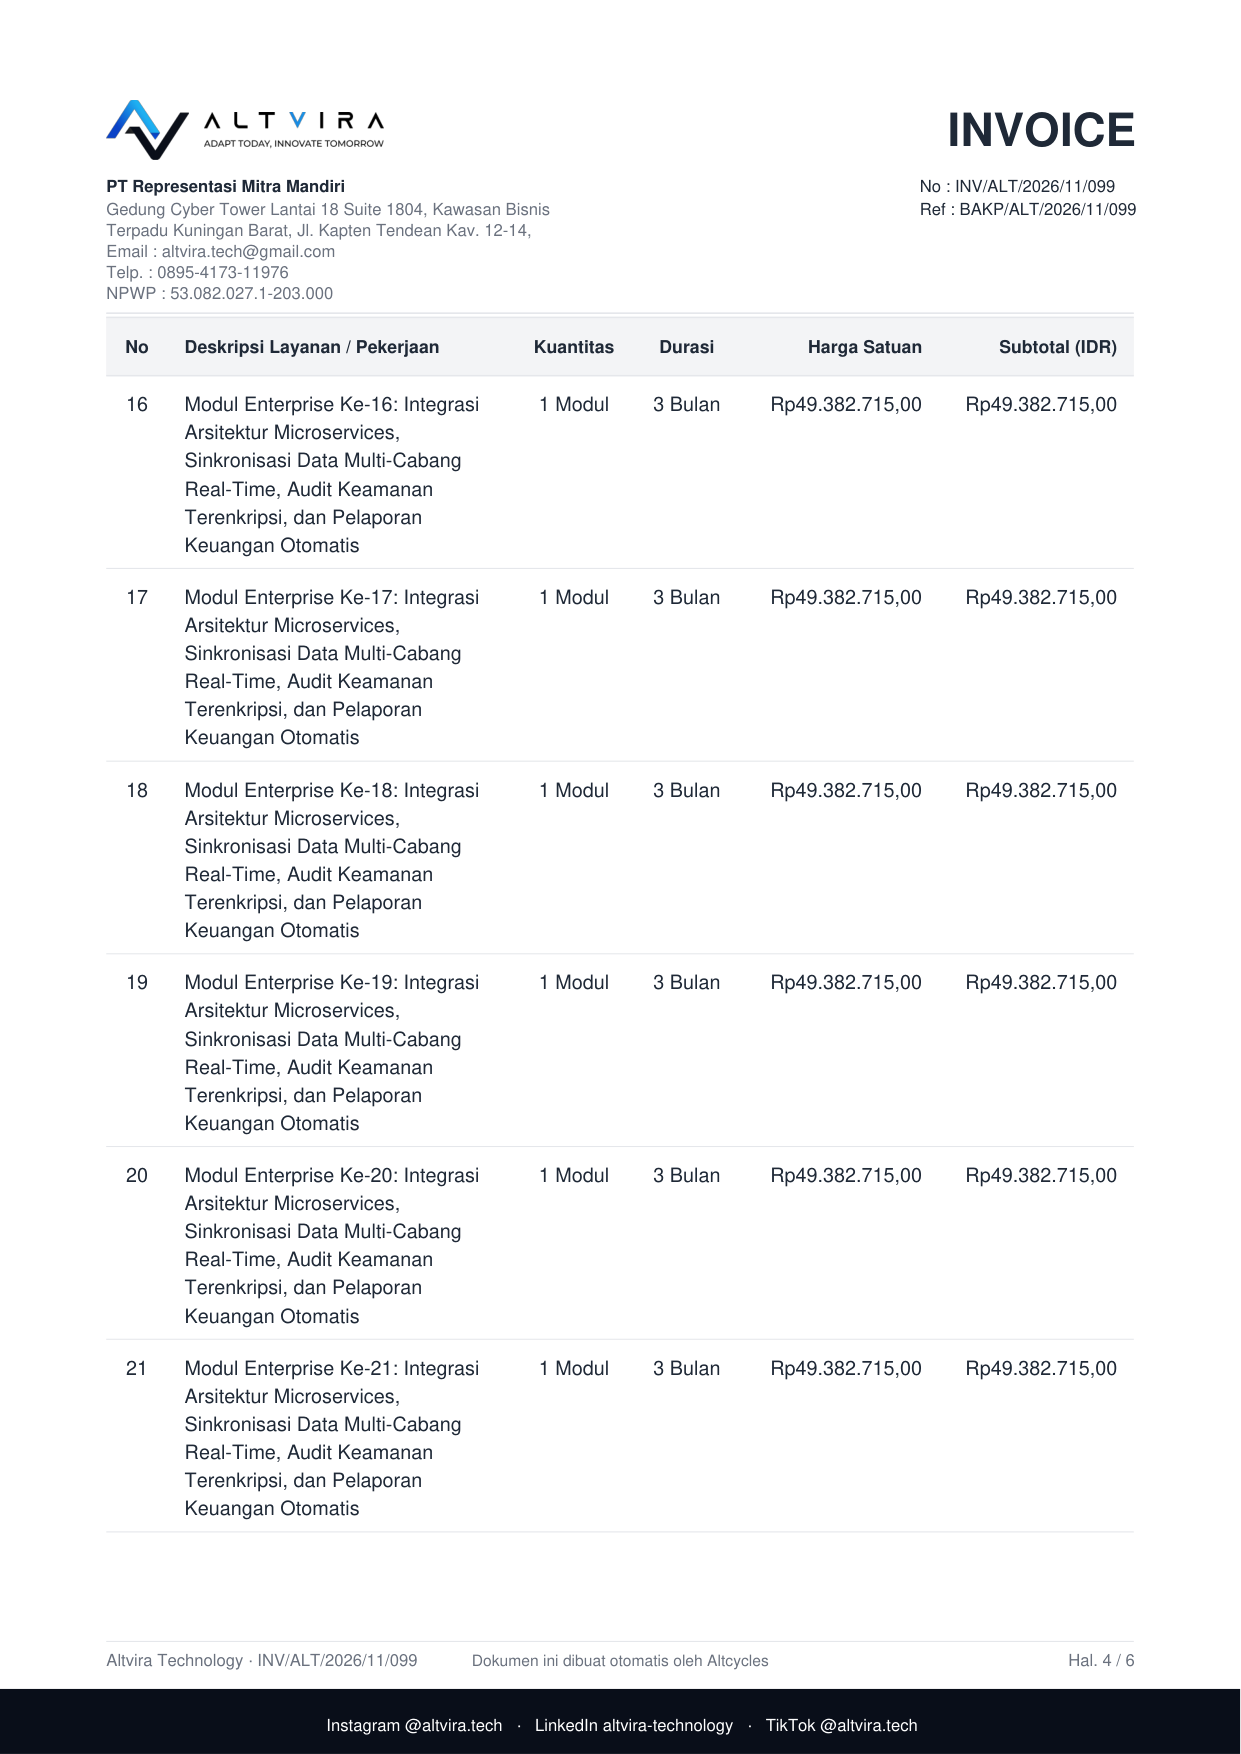 ALTVIRA
ADAPT TODAY, INNOVATE TOMORROW
INVOICE
PT Representasi Mitra Mandiri
Gedung Cyber Tower Lantai 18 Suite 1804, Kawasan Bisnis
Terpadu Kuningan Barat, Jl. Kapten Tendean Kav. 12-14,
Email : altvira.tech@gmail.com
Telp. : 0895-4173-11976
NPWP : 53.082.027.1-203.000
No : INV/ALT/2026/11/099
Ref : BAKP/ALT/2026/11/099
No Deskripsi Layanan / Pekerjaan Kuantitas Durasi Harga Satuan Subtotal (IDR)
16 Modul Enterprise Ke-16: Integrasi 1 Modul 3 Bulan Rp49.382.715,00 Rp49.382.715,00
Arsitektur Microservices,
Sinkronisasi Data Multi-Cabang
Real-Time, Audit Keamanan
Terenkripsi, dan Pelaporan
Keuangan Otomatis
17 Modul Enterprise Ke-17: Integrasi 1 Modul 3 Bulan Rp49.382.715,00 Rp49.382.715,00
Arsitektur Microservices,
Sinkronisasi Data Multi-Cabang
Real-Time, Audit Keamanan
Terenkripsi, dan Pelaporan
Keuangan Otomatis
18 Modul Enterprise Ke-18: Integrasi 1 Modul 3 Bulan Rp49.382.715,00 Rp49.382.715,00
Arsitektur Microservices,
Sinkronisasi Data Multi-Cabang
Real-Time, Audit Keamanan
Terenkripsi, dan Pelaporan
Keuangan Otomatis
19 Modul Enterprise Ke-19: Integrasi 1 Modul 3 Bulan Rp49.382.715,00 Rp49.382.715,00
Arsitektur Microservices,
Sinkronisasi Data Multi-Cabang
Real-Time, Audit Keamanan
Terenkripsi, dan Pelaporan
Keuangan Otomatis
20 Modul Enterprise Ke-20: Integrasi 1 Modul 3 Bulan Rp49.382.715,00 Rp49.382.715,00
Arsitektur Microservices,
Sinkronisasi Data Multi-Cabang
Real-Time, Audit Keamanan
Terenkripsi, dan Pelaporan
Keuangan Otomatis
21 Modul Enterprise Ke-21: Integrasi 1 Modul 3 Bulan Rp49.382.715,00 Rp49.382.715,00
Arsitektur Microservices,
Sinkronisasi Data Multi-Cabang
Real-Time, Audit Keamanan
Terenkripsi, dan Pelaporan
Keuangan Otomatis
Altvira Technology · INV/ALT/2026/11/099 Dokumen ini dibuat otomatis oleh Altcycles Hal. 4 / 6
Instagram @altvira.tech · LinkedIn altvira-technology · TikTok @altvira.tech